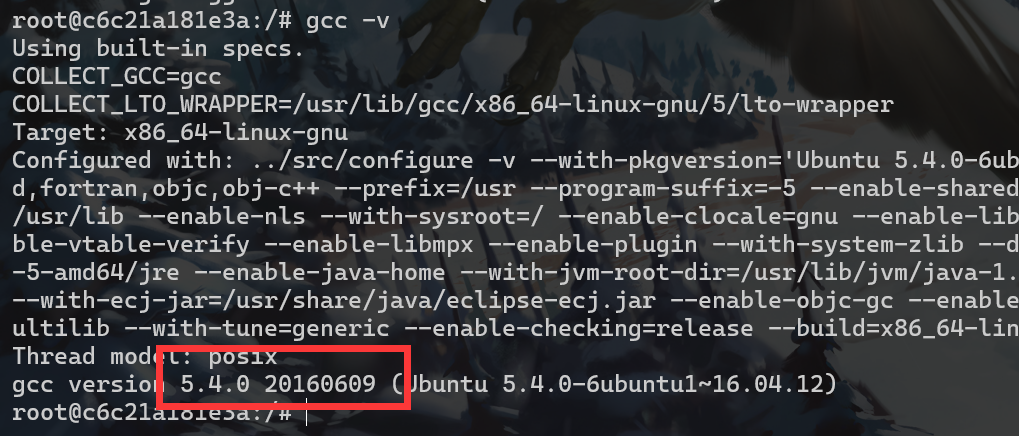 root@c6c21a181e3a:/# gcc -v
Using built-in specs.
COLLECT_GCC=gcc
COLLECT_LTO_WRAPPER=/usr/lib/gcc/x86_64-linux-gnu/5/lto-wrapper
Target: x86_64-linux-gnu
Configured with: ../src/configure -v --with-pkgversion='Ubuntu 5.4.0-6ub
d,fortran,objc,obj-c++ --prefix=/usr --program-suffix=-5 --enable-shared
/usr/lib --enable-nls --with-sysroot=/ --enable-clocale=gnu --enable-lib
ble-vtable-verify --enable-libmpx --enable-plugin --with-system-zlib --d
-5-amd64/jre --enable-java-home --with-jvm-root-dir=/usr/lib/jvm/java-1.
--with-ecj-jar=/usr/share/java/eclipse-ecj.jar --enable-objc-gc --enable
ultilib --with-tune=generic --enable-checking=release --build=x86_64-lin
Thread model: posix
gcc version 5.4.0 20160609 (Ubuntu 5.4.0-6ubuntu1~16.04.12)
root@c6c21a181e3a:/#